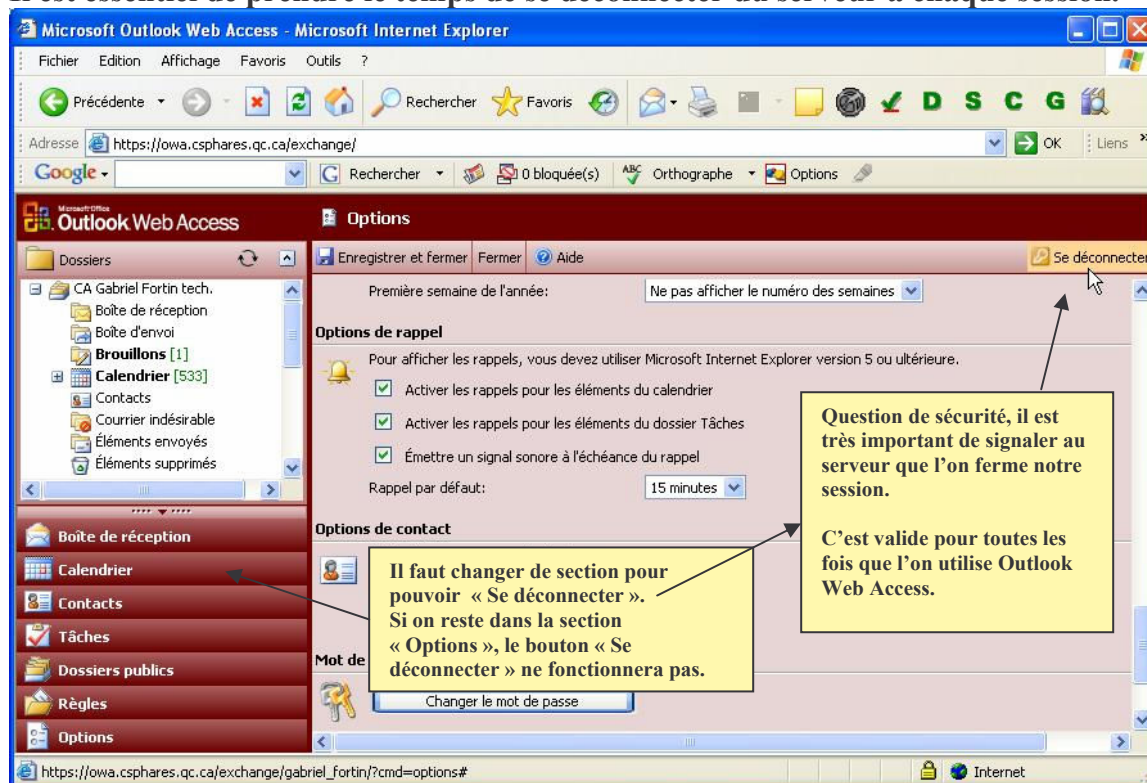 Il est essentiel de prendre le temps de se déconnecter du serveur à chaque session.
Microsoft Outlook Web Access - Microsoft Internet Explorer
Fichier Edition Affichage Favoris Outils ?
Précédente Rechercher Favoris D S C G
Adresse https://owa.csphares.qc.ca/exchange/ OK Liens »
Google Rechercher 0 bloquée(s) ABC Orthographe Options
Microsoft Office
Outlook Web Access
Options
Dossiers
Enregistrer et fermer Fermer Aide Se déconnecter
CA Gabriel Fortin tech.
Boîte de réception
Boîte d'envoi
Brouillons [1]
Calendrier [533]
Contacts
Courrier indésirable
Éléments envoyés
Éléments supprimés
Boîte de réception
Calendrier
Contacts
Tâches
Dossiers publics
Règles
Options
Première semaine de l'année: Ne pas afficher le numéro des semaines
Options de rappel
Pour afficher les rappels, vous devez utiliser Microsoft Internet Explorer version 5 ou ultérieure.
Activer les rappels pour les éléments du calendrier
Activer les rappels pour les éléments du dossier Tâches
Émettre un signal sonore à l'échéance du rappel
Rappel par défaut: 15 minutes
Options de contact
Mot de
Changer le mot de passe
Il faut changer de section pour
pouvoir « Se déconnecter ».
Si on reste dans la section
« Options », le bouton « Se
déconnecter » ne fonctionnera pas.
Question de sécurité, il est
très important de signaler au
serveur que l'on ferme notre
session.
C'est valide pour toutes les
fois que l'on utilise Outlook
Web Access.
https://owa.csphares.qc.ca/exchange/gabriel_fortin/?cmd=options# Internet